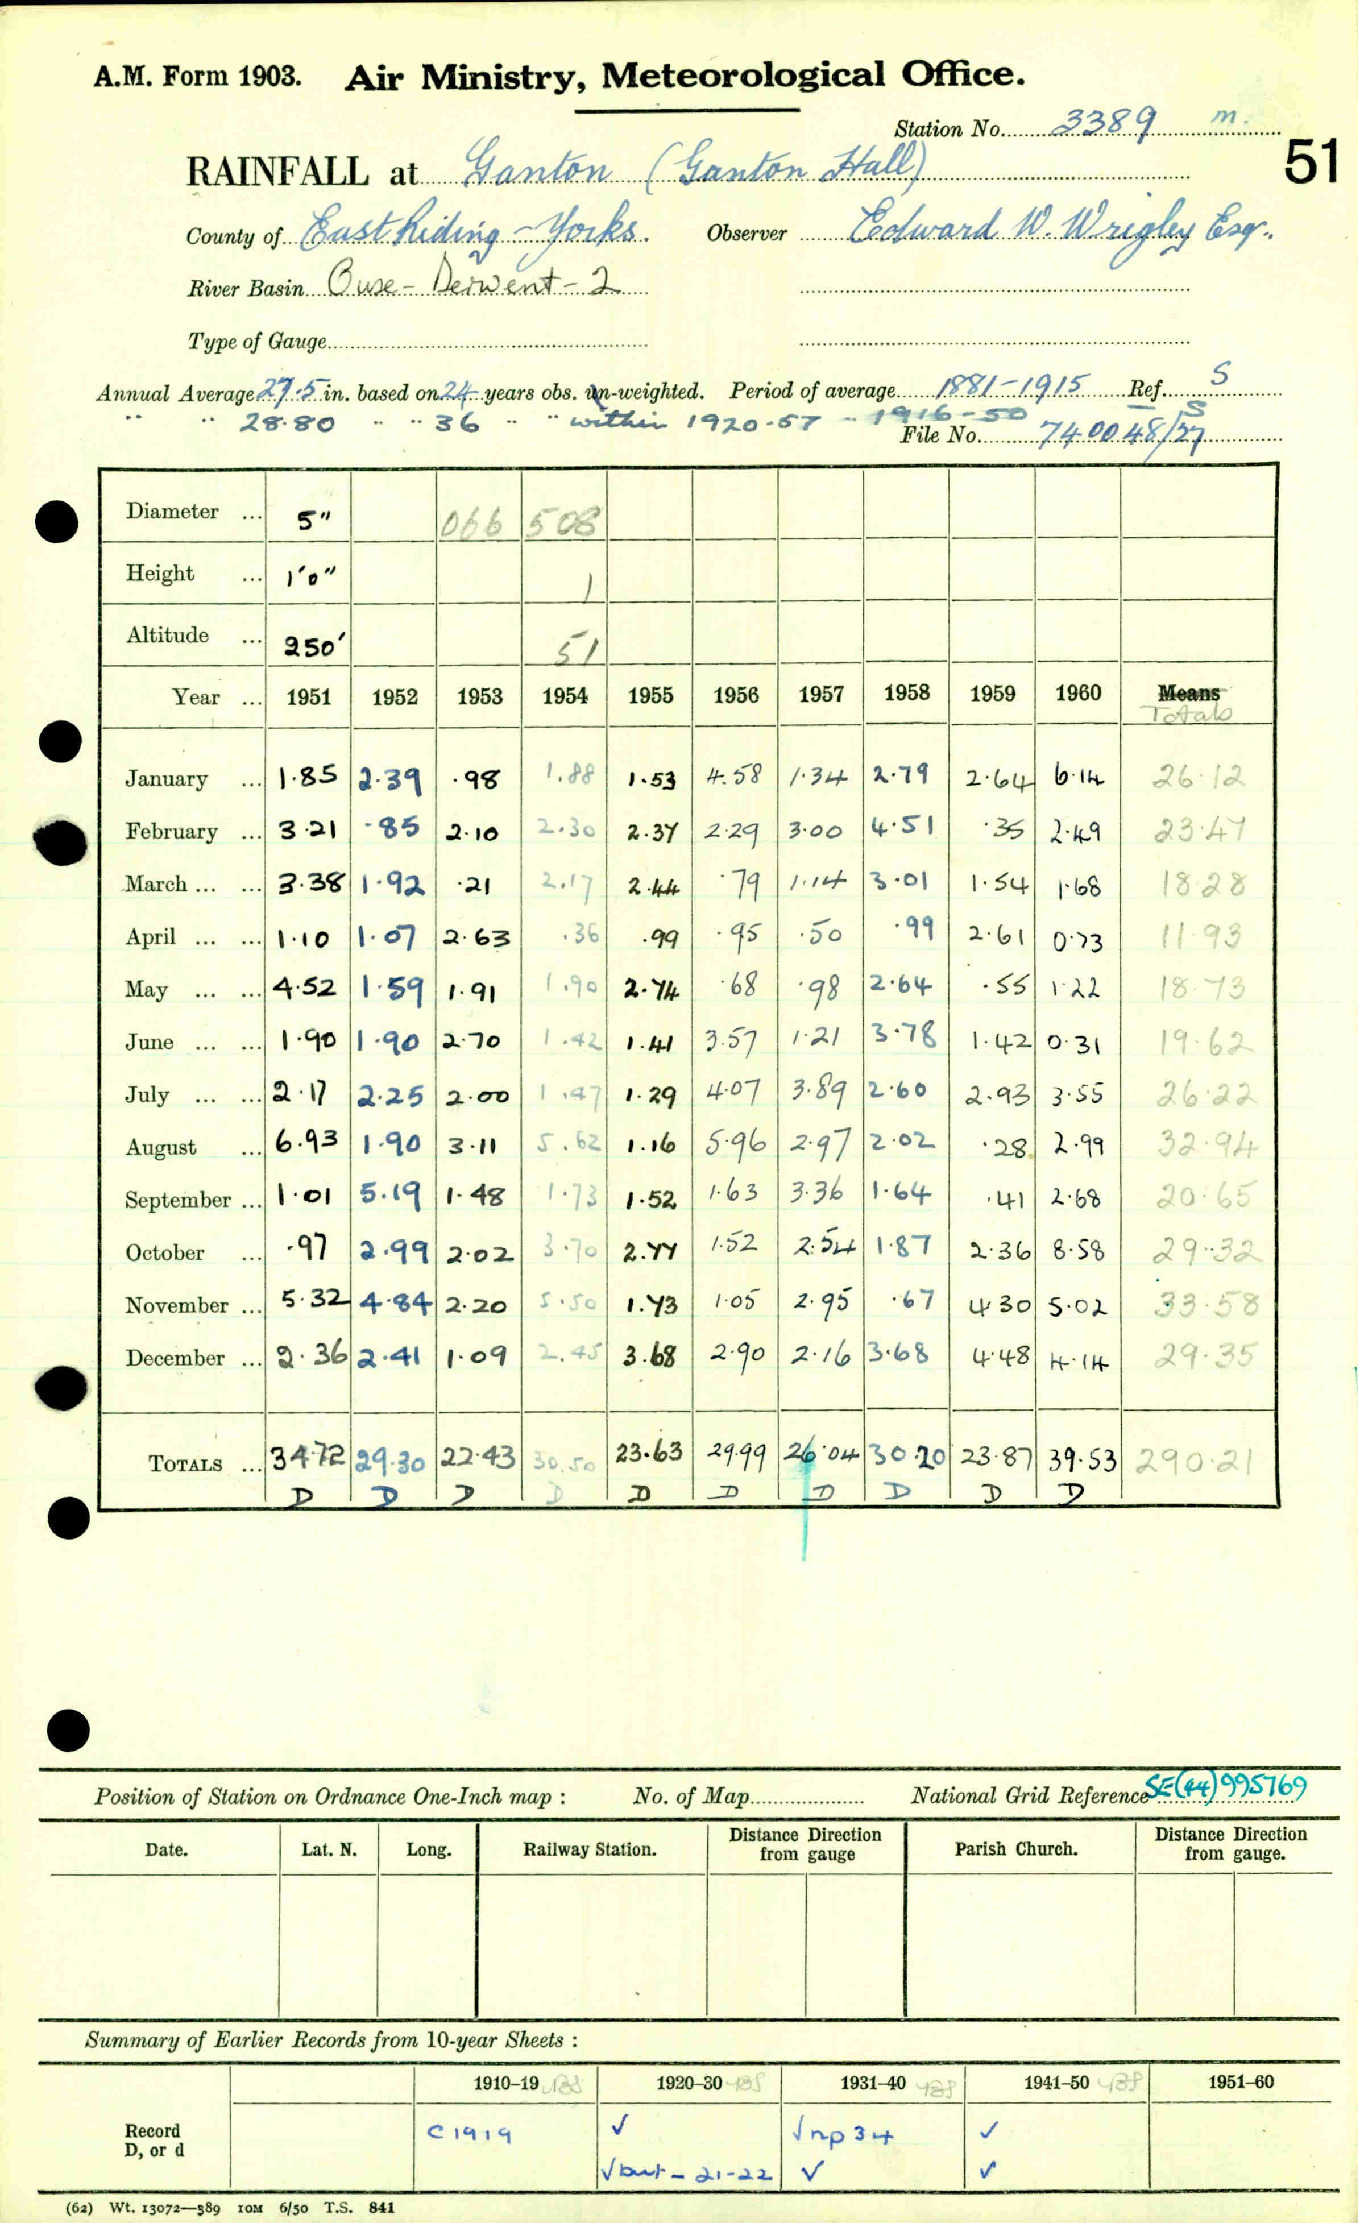 A.M. Form 1903. Air Ministry, Meteorological Office.
Station No. 3389 m.
51
RAINFALL at Ganton (Ganton Hall)
County of East Riding - Yorks. Observer Edward W. Wrigley Esq.
River Basin Ouse - Derwent - 2
Type of Gauge
Annual Average 27.5 in. based on 24 years obs. un-weighted. Period of average 1881-1915 Ref. S
" " 28.80 " " 36 " " within 1920-57 " 1916-50 S
File No. 740048/27
Diameter ... 5" 066 508
Height ... 1'0" 1
Altitude ... 250' 51
Year ... 1951 1952 1953 1954 1955 1956 1957 1958 1959 1960 Means
Totals
January ... 1.85 2.39 .98 1.88 1.53 4.58 1.34 2.79 2.64 6.14 26.12
February ... 3.21 .85 2.10 2.30 2.37 2.29 3.00 4.51 .35 2.49 23.47
March ... ... 3.38 1.92 .21 2.17 2.44 .79 1.14 3.01 1.54 1.68 18.28
April ... ... 1.10 1.07 2.63 .36 .99 .95 .50 .99 2.61 0.73 11.93
May ... ... 4.52 1.59 1.91 1.90 2.74 .68 .98 2.64 .55 1.22 18.73
June ... ... 1.90 1.90 2.70 1.42 1.41 3.57 1.21 3.78 1.42 0.31 19.62
July ... ... 2.17 2.25 2.00 1.47 1.29 4.07 3.89 2.60 2.93 3.55 26.22
August ... 6.93 1.90 3.11 5.62 1.16 5.96 2.97 2.02 .28 2.99 32.94
September ... 1.01 5.19 1.48 1.73 1.52 1.63 3.36 1.64 .41 2.68 20.65
October ... .97 2.99 2.02 3.70 2.77 1.52 2.54 1.87 2.36 8.58 29.32
November ... 5.32 4.84 2.20 5.50 1.73 1.05 2.95 .67 4.30 5.02 33.58
December ... 2.36 2.41 1.09 2.45 3.68 2.90 2.16 3.68 4.48 4.14 29.35
TOTALS ... 34.72 29.30 22.43 30.50 23.63 29.99 26.04 30.20 23.87 39.53 290.21
D D D D D D D D D D
Position of Station on Ordnance One-Inch map : No. of Map National Grid Reference SE(44)995769
Date. Lat. N. Long. Railway Station. Distance Direction from gauge Parish Church. Distance Direction from gauge.
Summary of Earlier Records from 10-year Sheets :
1910-19 1920-30 1931-40 1941-50 1951-60
Record C1919 ✓ ✓ np 34 ✓
D, or d ✓ but - 21-22 ✓ ✓
(62) Wt. 13072—389 10M 6/50 T.S. 841